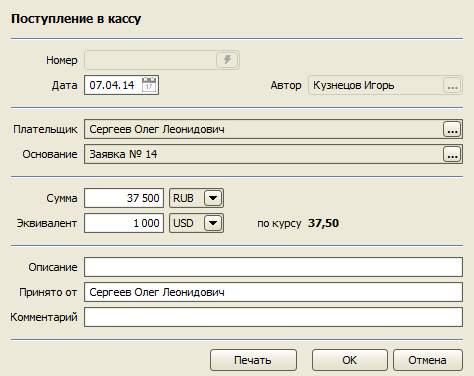 Поступление в кассу
Номер
Дата 07.04.14 17 Автор Кузнецов Игорь ...
Плательщик Сергеев Олег Леонидович ...
Основание Заявка № 14 ...
Сумма 37 500 RUB
Эквивалент 1 000 USD по курсу 37,50
Описание
Принято от Сергеев Олег Леонидович
Комментарий
Печать OK Отмена